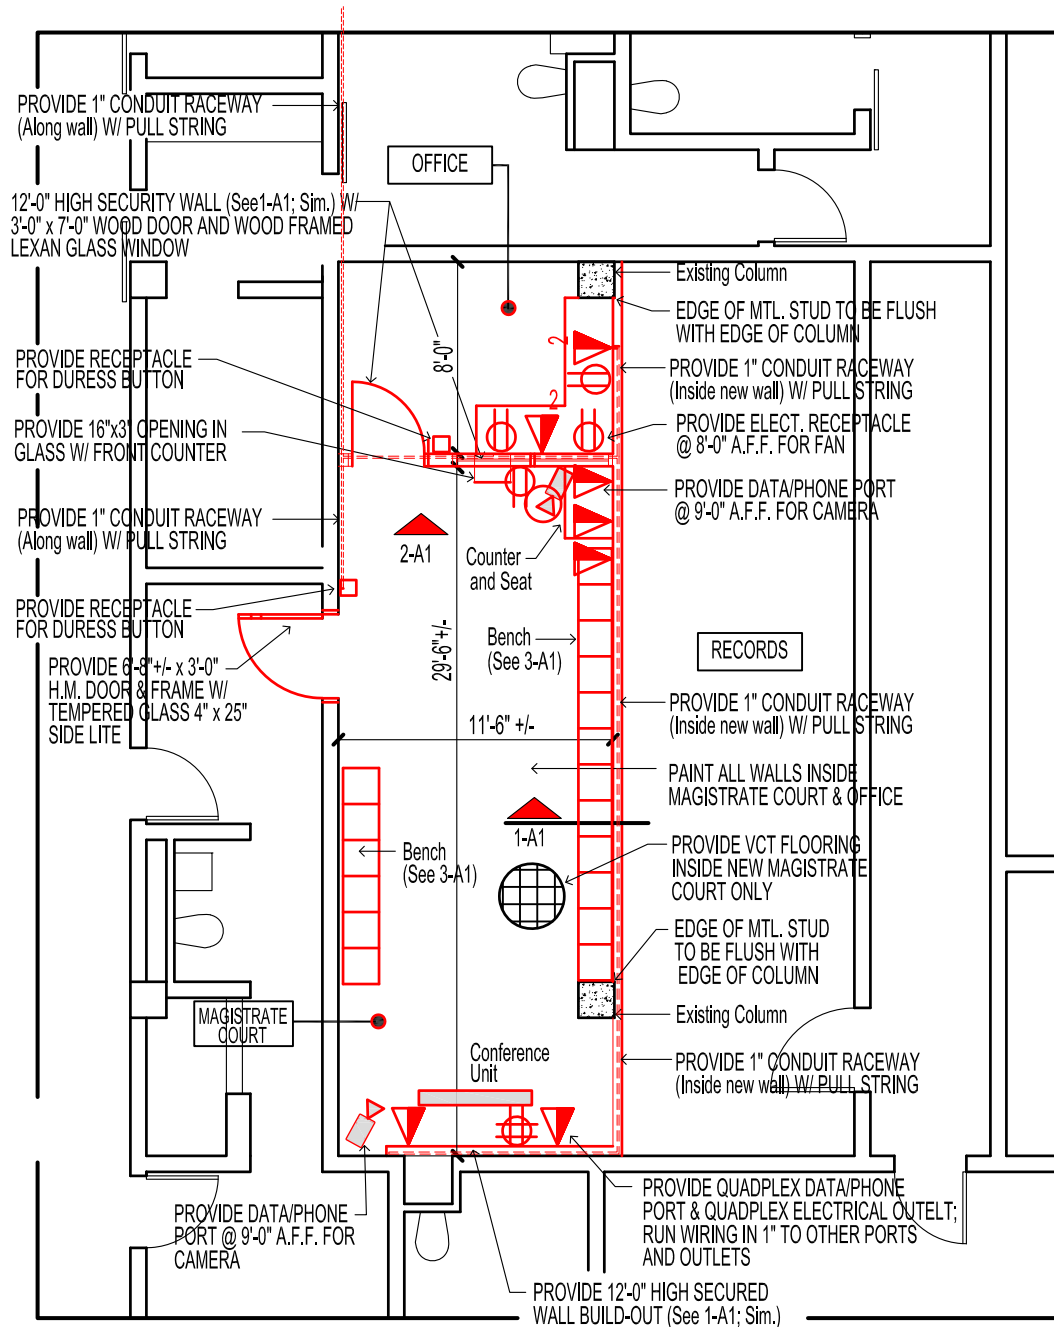 PROVIDE 1" CONDUIT RACEWAY
(Along wall) W/ PULL STRING
OFFICE
12'-0" HIGH SECURITY WALL (See1-A1; Sim.) W/
3'-0" x 7'-0" WOOD DOOR AND WOOD FRAMED
LEXAN GLASS WINDOW
Existing Column
EDGE OF MTL. STUD TO BE FLUSH
WITH EDGE OF COLUMN
8'-0"
2
PROVIDE RECEPTACLE
FOR DURESS BUTTON
PROVIDE 1" CONDUIT RACEWAY
(Inside new wall) W/ PULL STRING
2
PROVIDE 16"x3" OPENING IN
GLASS W/ FRONT COUNTER
PROVIDE ELECT. RECEPTACLE
@ 8'-0" A.F.F. FOR FAN
PROVIDE DATA/PHONE PORT
@ 9'-0" A.F.F. FOR CAMERA
PROVIDE 1" CONDUIT RACEWAY
(Along wall) W/ PULL STRING
2-A1
Counter
and Seat
PROVIDE RECEPTACLE
FOR DURESS BUTTON
Bench
(See 3-A1)
RECORDS
29'-6"+/-
PROVIDE 6'-8"+/- x 3'-0"
H.M. DOOR & FRAME W/
TEMPERED GLASS 4" x 25"
SIDE LITE
PROVIDE 1" CONDUIT RACEWAY
(Inside new wall) W/ PULL STRING
11'-6" +/-
PAINT ALL WALLS INSIDE
MAGISTRATE COURT & OFFICE
1-A1
Bench
(See 3-A1)
PROVIDE VCT FLOORING
INSIDE NEW MAGISTRATE
COURT ONLY
EDGE OF MTL. STUD
TO BE FLUSH WITH
EDGE OF COLUMN
MAGISTRATE
COURT
Existing Column
Conference
Unit
PROVIDE 1" CONDUIT RACEWAY
(Inside new wall) W/ PULL STRING
PROVIDE DATA/PHONE
PORT @ 9'-0" A.F.F. FOR
CAMERA
PROVIDE QUADPLEX DATA/PHONE
PORT & QUADPLEX ELECTRICAL OUTELT;
RUN WIRING IN 1" TO OTHER PORTS
AND OUTLETS
PROVIDE 12'-0" HIGH SECURED
WALL BUILD-OUT (See 1-A1; Sim.)